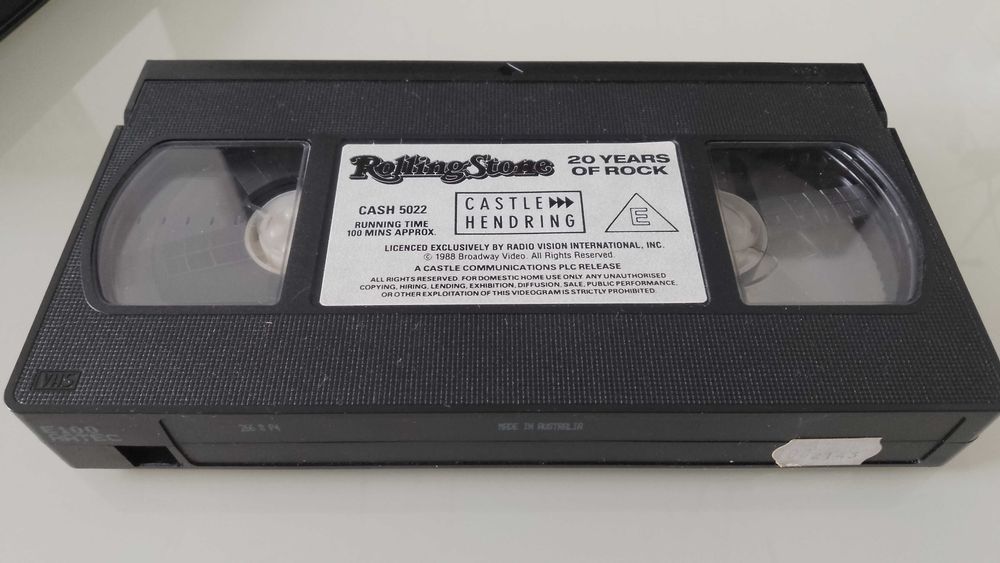 Rolling Stone 20 YEARS OF ROCK
CASH 5022
RUNNING TIME
100 MINS APPROX.
CASTLE
HENDRING
E
LICENCED EXCLUSIVELY BY RADIO VISION INTERNATIONAL, INC.
© 1988 Broadway Video. All Rights Reserved.
A CASTLE COMMUNICATIONS PLC RELEASE
ALL RIGHTS RESERVED. FOR DOMESTIC HOME USE ONLY. ANY UNAUTHORISED
COPYING, HIRING, LENDING, EXHIBITION, DIFFUSION, SALE, PUBLIC PERFORMANCE,
OR OTHER EXPLOITATION OF THIS VIDEOGRAM IS STRICTLY PROHIBITED.
VHS
E100
MADE IN AUSTRALIA